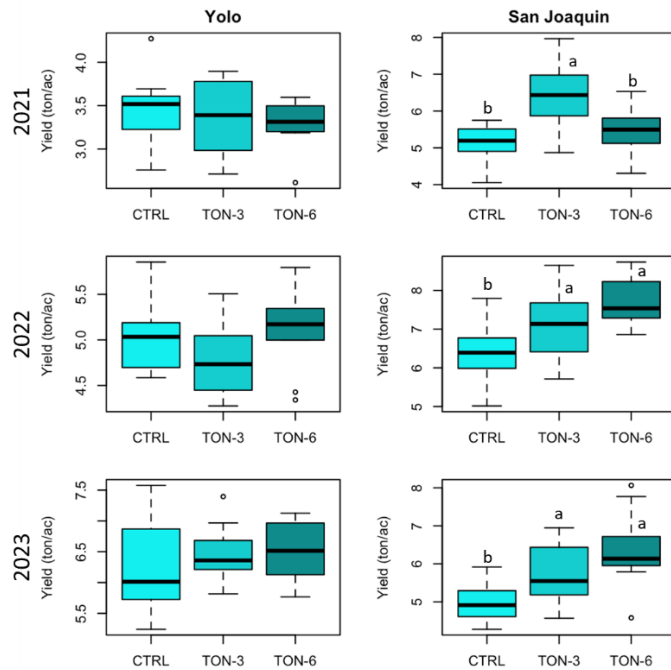 Yolo
San Joaquin
2021
Yield (ton/ac)
3.0 3.5 4.0
CTRL TON-3 TON-6
Yield (ton/ac)
4 5 6 7 8
b a b
CTRL TON-3 TON-6
2022
Yield (ton/ac)
4.5 5.0 5.5
CTRL TON-3 TON-6
Yield (ton/ac)
5 6 7 8
b a a
CTRL TON-3 TON-6
2023
Yield (ton/ac)
5.5 6.5 7.5
CTRL TON-3 TON-6
Yield (ton/ac)
5 6 7 8
b a a
CTRL TON-3 TON-6